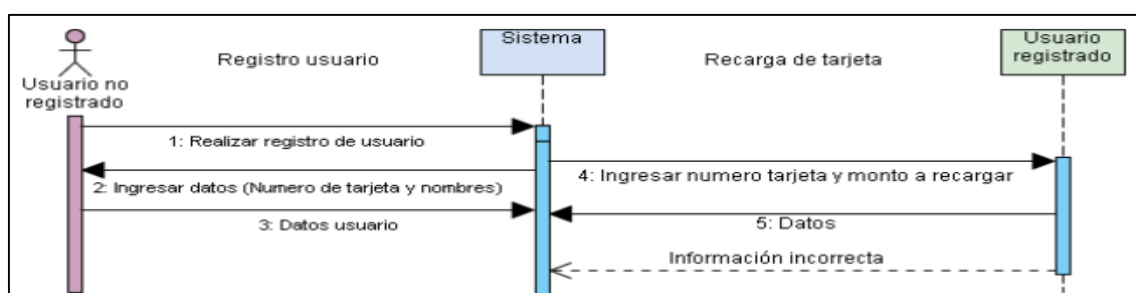 Sistema
Usuario
registrado
Registro usuario
Recarga de tarjeta
Usuario no
registrado
1: Realizar registro de usuario
2: Ingresar datos (Numero de tarjeta y nombres)
4: Ingresar numero tarjeta y monto a recargar
3: Datos usuario
5: Datos
Información incorrecta